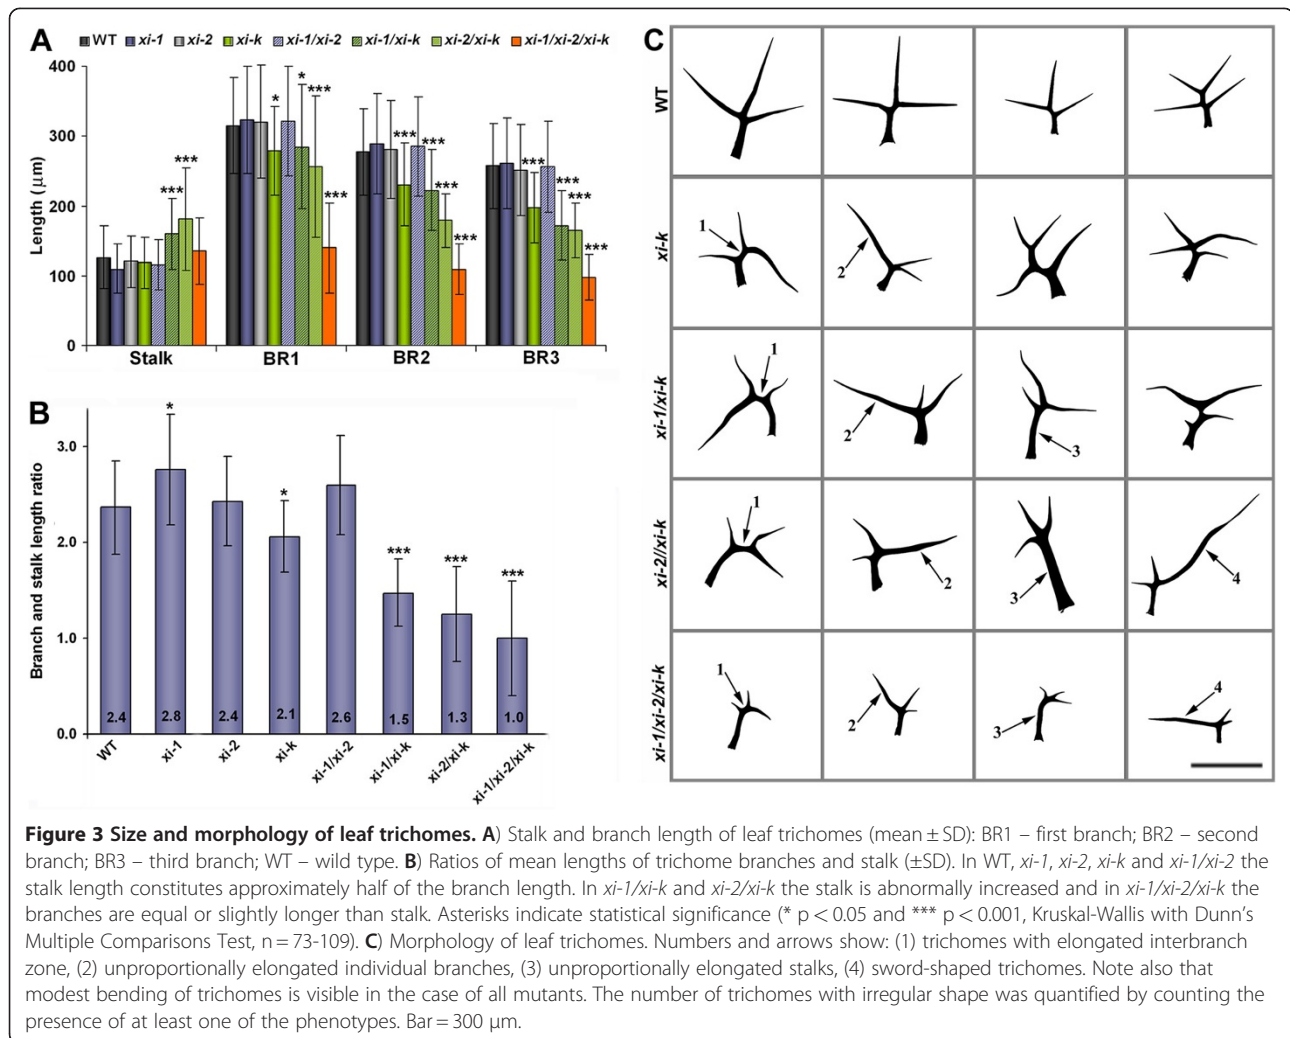 A
WT xi-1 xi-2 xi-k xi-1/xi-2 xi-1/xi-k xi-2/xi-k xi-1/xi-2/xi-k
Length (µm)
400
300
200
100
0
*** ***
* * *** ***
*** *** *** ***
*** *** *** ***
Stalk BR1 BR2 BR3
B
Branch and stalk length ratio
3.0
2.0
1.0
0.0
* * *** *** ***
2.4 2.8 2.4 2.1 2.6 1.5 1.3 1.0
WT xi-1 xi-2 xi-k xi-1/xi-2 xi-1/xi-k xi-2/xi-k xi-1/xi-2/xi-k
C
WT
xi-k
1 2
xi-1/xi-k
1 2 3
xi-2//xi-k
1 2 3 4
xi-1/xi-2/xi-k
1 2 3 4
Figure 3 Size and morphology of leaf trichomes. A) Stalk and branch length of leaf trichomes (mean ± SD): BR1 – first branch; BR2 – second
branch; BR3 – third branch; WT – wild type. B) Ratios of mean lengths of trichome branches and stalk (±SD). In WT, xi-1, xi-2, xi-k and xi-1/xi-2 the
stalk length constitutes approximately half of the branch length. In xi-1/xi-k and xi-2/xi-k the stalk is abnormally increased and in xi-1/xi-2/xi-k the
branches are equal or slightly longer than stalk. Asterisks indicate statistical significance (* p < 0.05 and *** p < 0.001, Kruskal-Wallis with Dunn's
Multiple Comparisons Test, n = 73-109). C) Morphology of leaf trichomes. Numbers and arrows show: (1) trichomes with elongated interbranch
zone, (2) unproportionally elongated individual branches, (3) unproportionally elongated stalks, (4) sword-shaped trichomes. Note also that
modest bending of trichomes is visible in the case of all mutants. The number of trichomes with irregular shape was quantified by counting the
presence of at least one of the phenotypes. Bar = 300 µm.